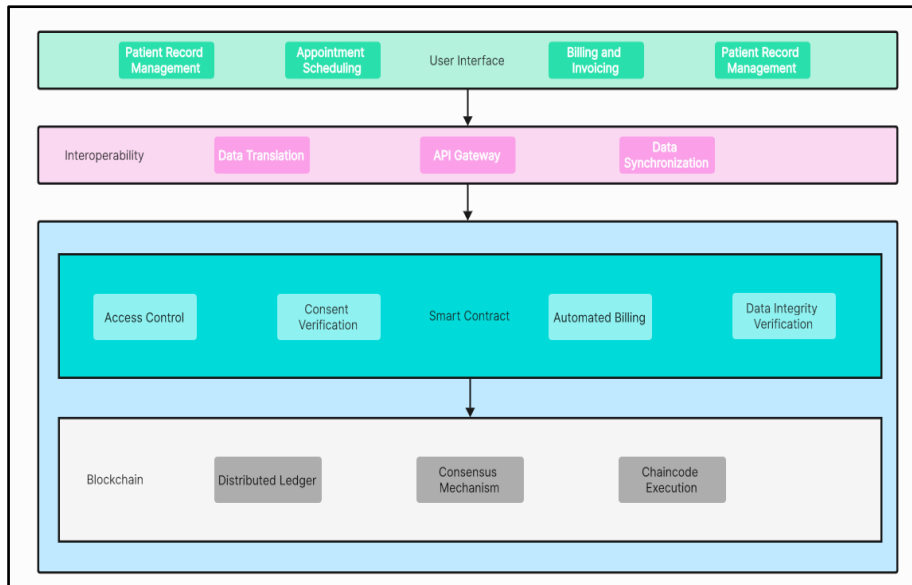 Patient Record
Management
Appointment
Scheduling
User Interface
Billing and
Invoicing
Patient Record
Management
Interoperability
Data Translation
API Gateway
Data
Synchronization
Access Control
Consent
Verification
Smart Contract
Automated Billing
Data Integrity
Verification
Blockchain
Distributed Ledger
Consensus
Mechanism
Chaincode
Execution